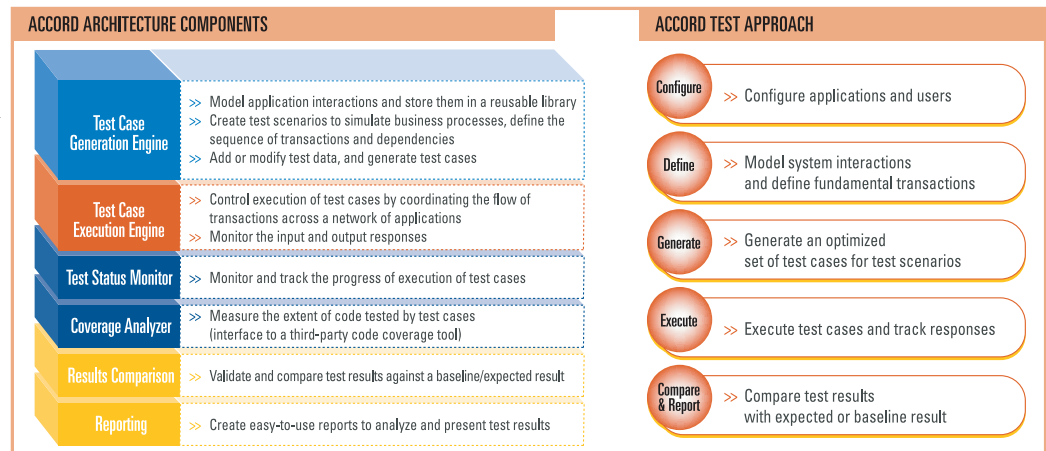 ACCORD ARCHITECTURE COMPONENTS
Test Case
Generation Engine
>> Model application interactions and store them in a reusable library
>> Create test scenarios to simulate business processes, define the
sequence of transactions and dependencies
>> Add or modify test data, and generate test cases
Test Case
Execution Engine
>> Control execution of test cases by coordinating the flow of
transactions across a network of applications
>> Monitor the input and output responses
Test Status Monitor
>> Monitor and track the progress of execution of test cases
Coverage Analyzer
>> Measure the extent of code tested by test cases
(interface to a third-party code coverage tool)
Results Comparison
>> Validate and compare test results against a baseline/expected result
Reporting
>> Create easy-to-use reports to analyze and present test results
ACCORD TEST APPROACH
Configure
>> Configure applications and users
Define
>> Model system interactions
and define fundamental transactions
Generate
>> Generate an optimized
set of test cases for test scenarios
Execute
>> Execute test cases and track responses
Compare
& Report
>> Compare test results
with expected or baseline result